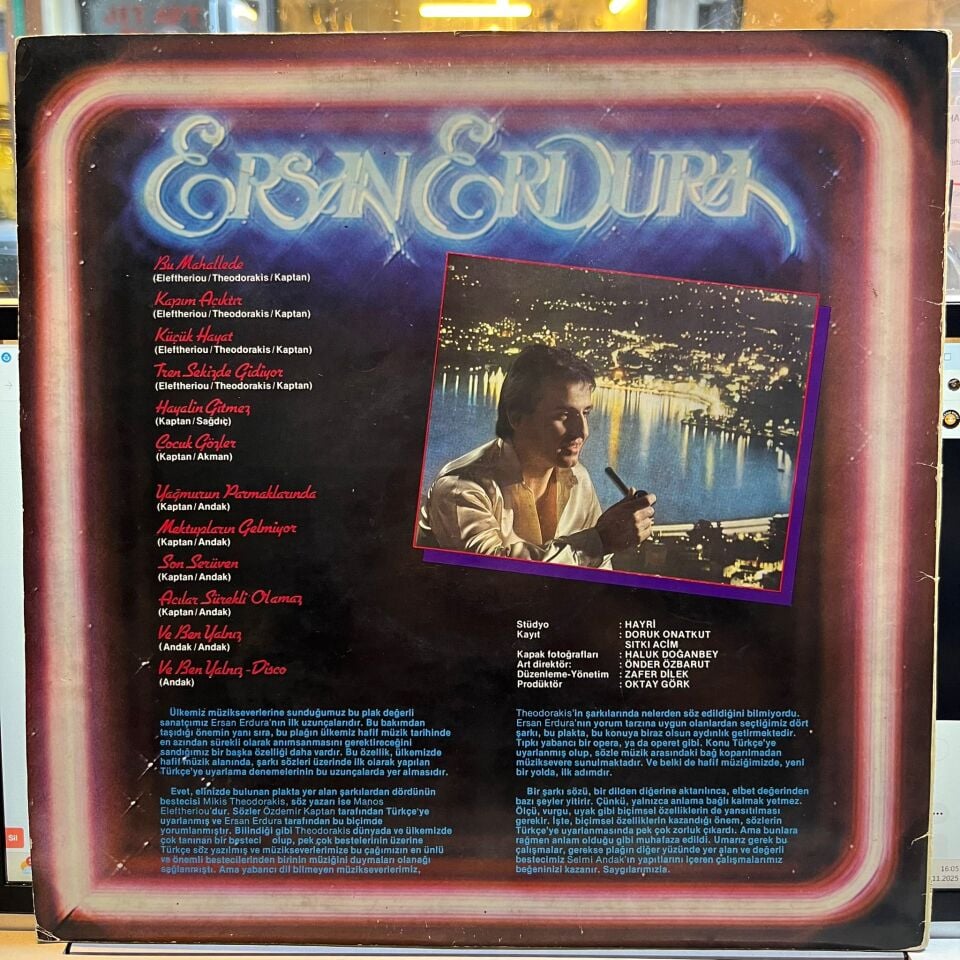 ERSAN ERDURA
Bu Mahallede
(Eleftheriou/Theodorakis/Kaptan)
Kapım Açıktır
(Eleftheriou/Theodorakis/Kaptan)
Küçük Hayat
(Eleftheriou/Theodorakis/Kaptan)
Tren Sekizde Gidiyor
(Eleftheriou/Theodorakis/Kaptan)
Hayalin Gitmez
(Kaptan/Sağdıç)
Çocuk Gözler
(Kaptan/Akman)
Yağmurun Parmaklarında
(Kaptan/Andak)
Mektupların Gelmiyor
(Kaptan/Andak)
Son Serüven
(Kaptan/Andak)
Acılar Sürekli Olamaz
(Kaptan/Andak)
Ve Ben Yalnız
(Andak/Andak)
Ve Ben Yalnız-Disco
(Andak)
Stüdyo : HAYRİ
Kayıt : DORUK ONATKUT
SITKI ACİM
Kapak fotoğrafları : HALUK DOĞANBEY
Art direktör: : ÖNDER ÖZBARUT
Düzenleme-Yönetim : ZAFER DİLEK
Prodüktör : OKTAY GÖRK
Ülkemiz müzikseverlerine sunduğumuz bu plak değerli
sanatçımız Ersan Erdura'nın ilk uzunçalarıdır. Bu bakımdan
taşıdığı önemin yanı sıra, bu plağın ülkemiz hafif müzik tarihinde
en azından sürekli olarak anımsanmasını gerektireceğini
sandığımız bir başka özelliği daha vardır. Bu özellik, ülkemizde
hafif müzik alanında, şarkı sözleri üzerinde ilk olarak yapılan
Türkçe'ye uyarlama denemelerinin bu uzunçalarda yer almasıdır.
Evet, elinizde bulunan plakta yer alan şarkılardan dördünün
bestecisi Mikis Theodorakis, söz yazarı ise Manos
Eleftheriou'dur. Sözler Özdemir Kaptan tarafından Türkçe'ye
uyarlanmış ve Ersan Erdura tarafından bu biçimde
yorumlanmıştır. Bilindiği gibi Theodorakis dünyada ve ülkemizde
çok tanınan bir besteci olup, pek çok bestelerinin üzerine
Türkçe söz yazılmış ve müzikseverlerimize bu çağımızın en ünlü
ve önemli bestecilerinden birinin müziğini duymaları olanağı
sağlanmıştı. Ama yabancı dil bilmeyen müzikseverlerimiz,
Theodorakis'in şarkılarında nelerden söz edildiğini bilmiyordu.
Ersan Erdura'nın yorum tarzına uygun olanlardan seçtiğimiz dört
şarkı, bu plakta, bu konuya biraz olsun aydınlık getirmektedir.
Tıpkı yabancı bir opera, ya da operet gibi. Konu Türkçe'ye
uyarlanmış olup, sözle müzik arasındaki bağ koparılmadan
müziksevere sunulmaktadır. Ve belki de hafif müziğimizde, yeni
bir yolda, ilk adımdır.
Bir şarkı sözü, bir dilden diğerine aktarılınca, elbet değerinden
bazı şeyler yitirir. Çünkü, yalnızca anlama bağlı kalmak yetmez.
Ölçü, vurgu, uyak gibi biçimsel özelliklerin de yansıtılması
gerekir. İşte, biçimsel özelliklerin kazandığı önem, sözlerin
Türkçe'ye uyarlanmasında pek çok zorluk çıkardı. Ama bunlara
rağmen anlam olduğu gibi muhafaza edildi. Umarız gerek bu
çalışmalar, gerekse plağın diğer yüzünde yer alan ve değerli
bestecimiz Selmi Andak'ın yapıtlarını içeren çalışmalarımız
beğeninizi kazanır. Saygılarımızla.
Sil
16:05
.11.2025